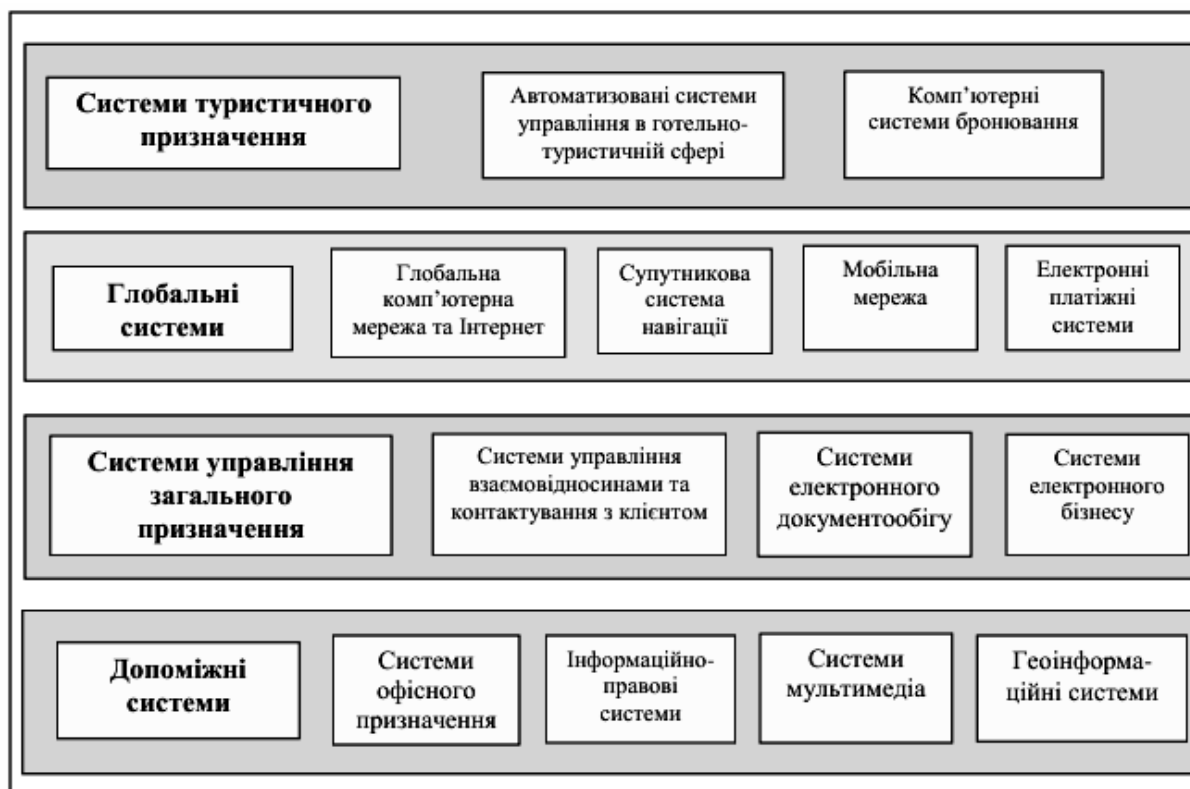 Системи туристичного
призначення
Автоматизовані системи
управління в готельно-
туристичній сфері
Комп’ютерні
системи бронювання
Глобальні
системи
Глобальна
комп’ютерна
мережа та Інтернет
Супутникова
система
навігації
Мобільна
мережа
Електронні
платіжні
системи
Системи управління
загального
призначення
Системи управління
взаємовідносинами та
контактування з клієнтом
Системи
електронного
документообігу
Системи
електронного
бізнесу
Допоміжні
системи
Системи
офісного
призначення
Інформаційно-
правові
системи
Системи
мультимедіа
Геоінформа-
ційні системи